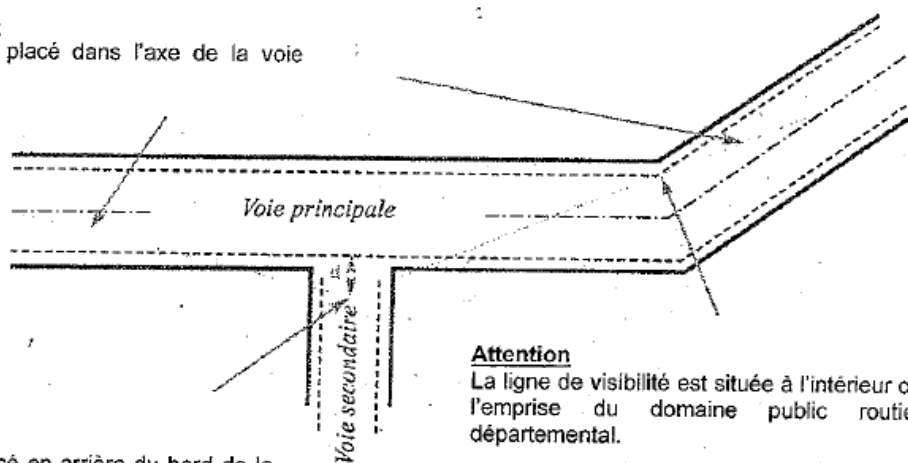 placé dans l'axe de la voie
Voie principale
Voie secondaire
Attention
La ligne de visibilité est située à l'intérieur
l'emprise du domaine public
départemental.
en arrière du bord de la